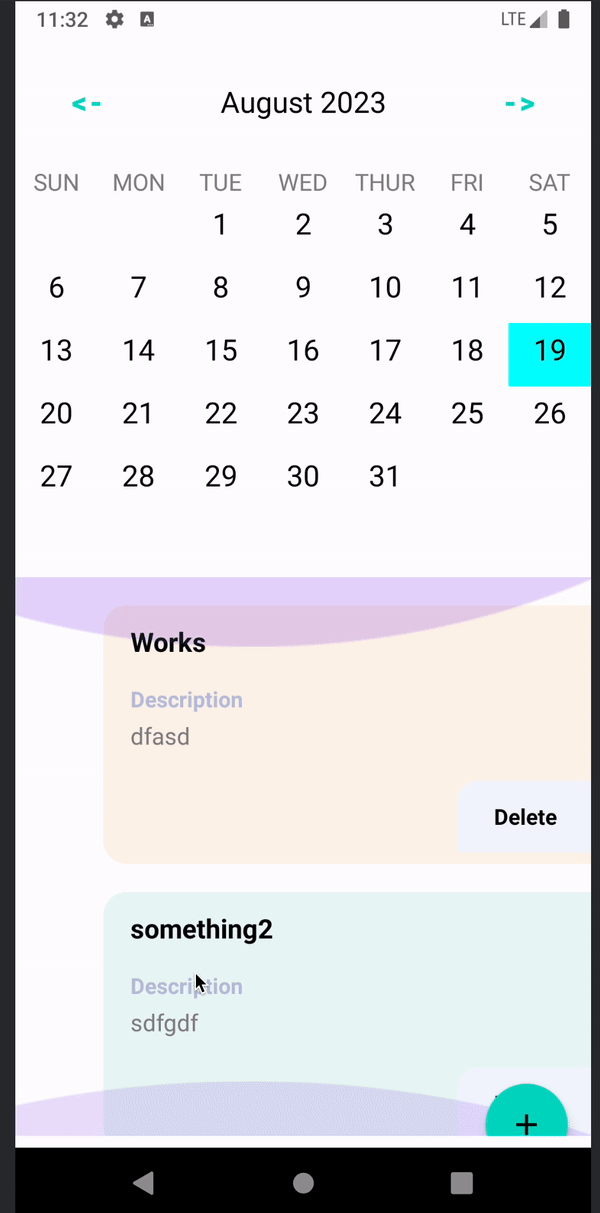 11:32 A LTE
<- August 2023 ->
SUN MON TUE WED THUR FRI SAT
1 2 3 4 5
6 7 8 9 10 11 12
13 14 15 16 17 18 19
20 21 22 23 24 25 26
27 28 29 30 31
Works
Description
dfasd
Delete
something2
Description
sdfgdf
+